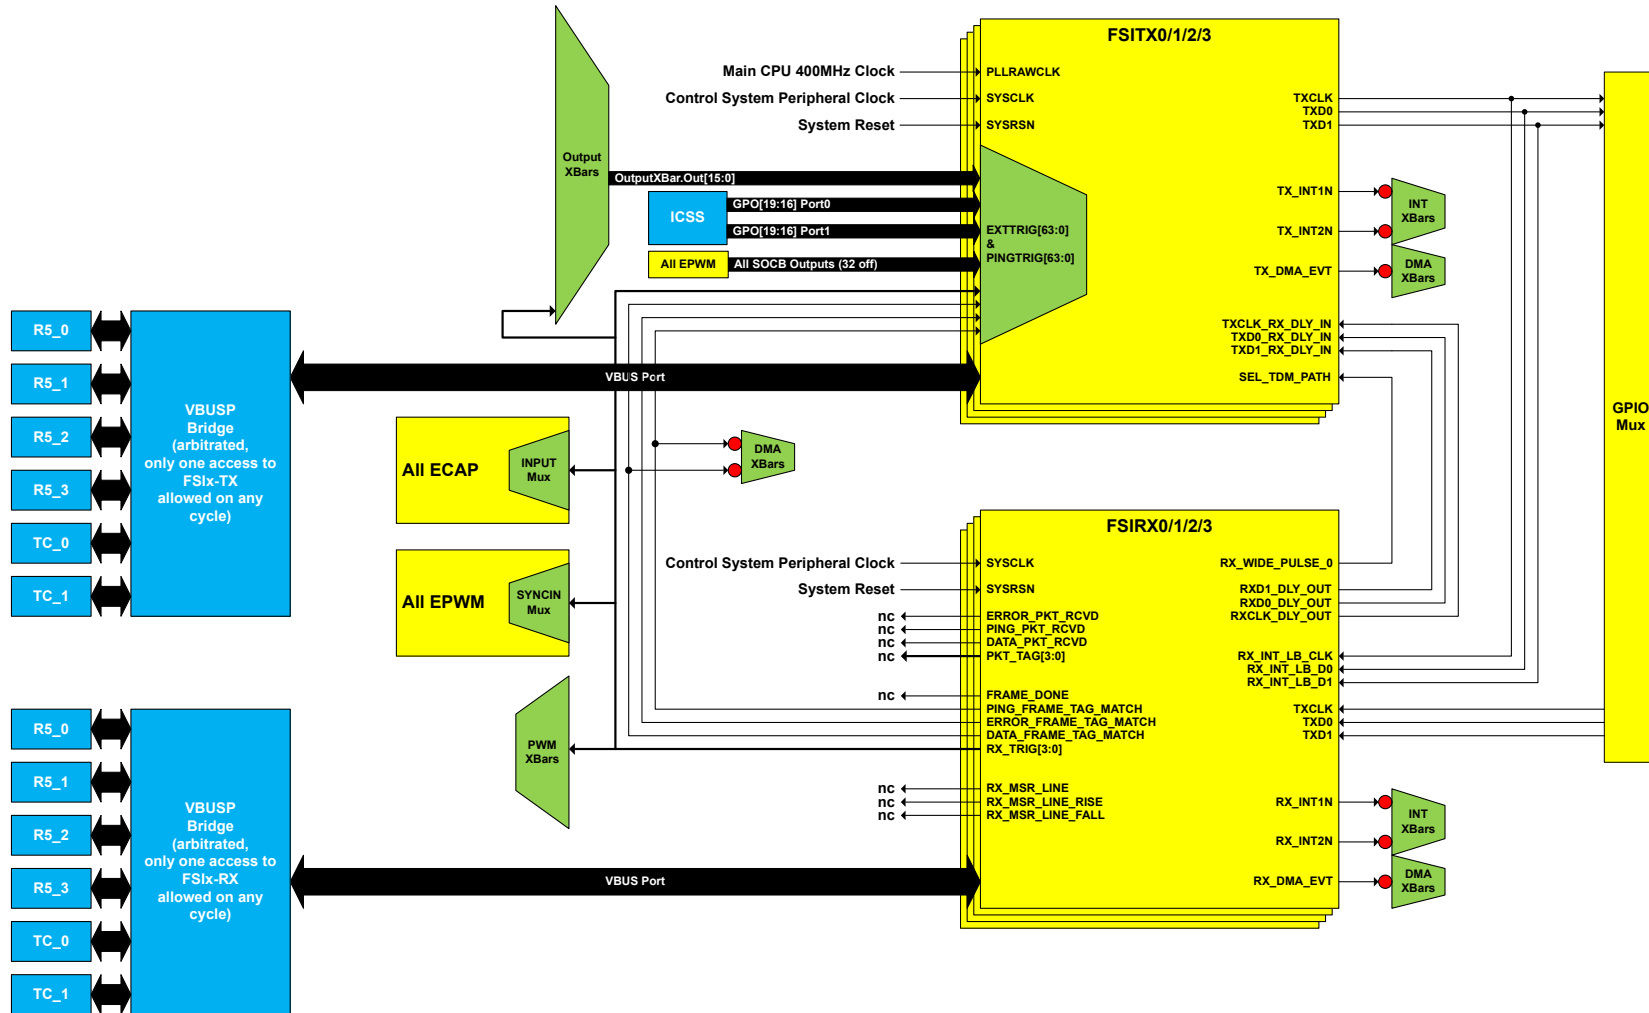 FSITX0/1/2/3
Main CPU 400MHz Clock
PLLRAWCLK
Control System Peripheral Clock
SYSCLK
System Reset
SYSRSN
TXCLK
TXD0
TXD1
Output
XBars
OutputXBar.Out[15:0]
ICSS
GPO[19:16] Port0
GPO[19:16] Port1
All EPWM
All SOCB Outputs (32 off)
EXTTRIG[63:0]
&
PINGTRIG[63:0]
TX_INT1N
TX_INT2N
INT
XBars
TX_DMA_EVT
DMA
XBars
TXCLK_RX_DLY_IN
TXD0_RX_DLY_IN
TXD1_RX_DLY_IN
SEL_TDM_PATH
GPIO
Mux
R5_0
R5_1
R5_2
R5_3
TC_0
TC_1
VBUSP
Bridge
(arbitrated,
only one access to
FSIx-TX
allowed on any
cycle)
VBUS Port
All ECAP
INPUT
Mux
DMA
XBars
All EPWM
SYNCIN
Mux
PWM
XBars
FSIRX0/1/2/3
Control System Peripheral Clock
SYSCLK
System Reset
SYSRSN
nc
ERROR_PKT_RCVD
nc
PING_PKT_RCVD
nc
DATA_PKT_RCVD
nc
PKT_TAG[3:0]
nc
FRAME_DONE
PING_FRAME_TAG_MATCH
ERROR_FRAME_TAG_MATCH
DATA_FRAME_TAG_MATCH
RX_TRIG[3:0]
nc
RX_MSR_LINE
nc
RX_MSR_LINE_RISE
nc
RX_MSR_LINE_FALL
RX_WIDE_PULSE_0
RXD1_DLY_OUT
RXD0_DLY_OUT
RXCLK_DLY_OUT
RX_INT_LB_CLK
RX_INT_LB_D0
RX_INT_LB_D1
TXCLK
TXD0
TXD1
RX_INT1N
RX_INT2N
INT
XBars
RX_DMA_EVT
DMA
XBars
R5_0
R5_1
R5_2
R5_3
TC_0
TC_1
VBUSP
Bridge
(arbitrated,
only one access to
FSIx-RX
allowed on any
cycle)
VBUS Port